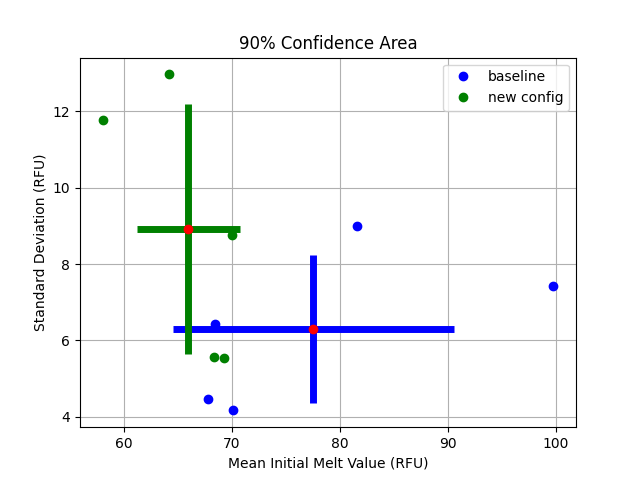 90% Confidence Area
baseline
new config
12
10
8
6
4
Standard Deviation (RFU)
60
70
80
90
100
Mean Initial Melt Value (RFU)